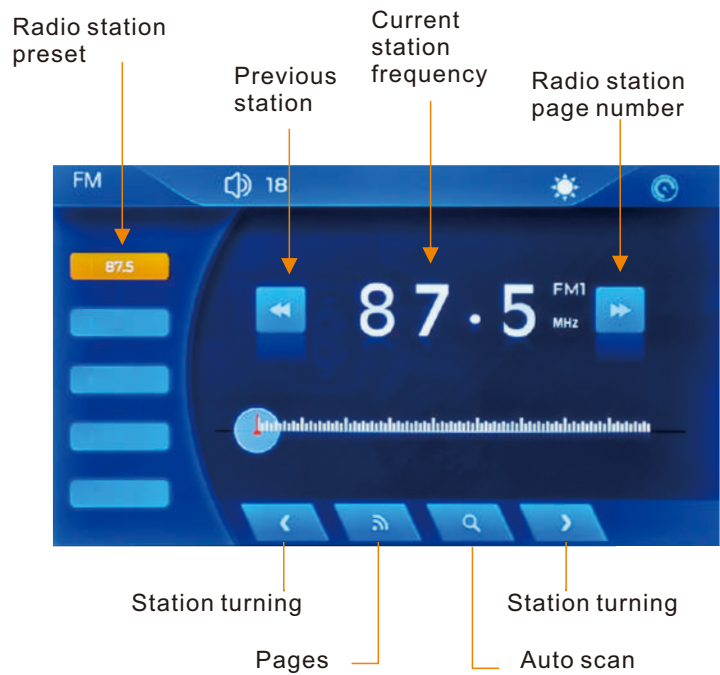 Radio station
preset
Previous
station
Current
station
frequency
Radio station
page number
FM
18
87.5
87.5
FM1
MHz
Station turning
Station turning
Pages
Auto scan